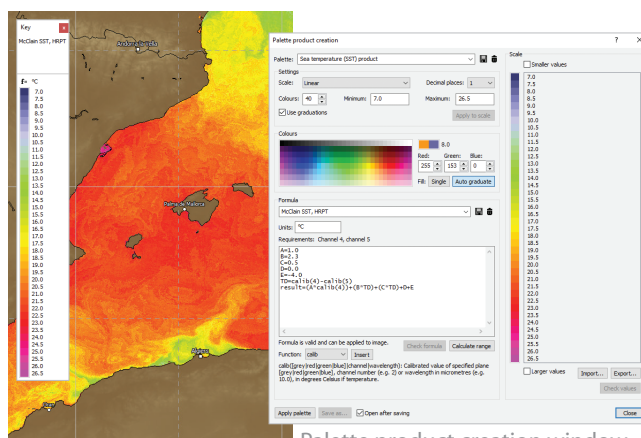 Key
McClain SST, HRPT
f= °C
7.0
7.5
8.0
8.5
9.0
9.5
10.0
10.5
11.0
11.5
12.0
12.5
13.0
13.5
14.0
14.5
15.0
15.5
16.0
16.5
17.0
17.5
18.0
18.5
19.0
19.5
20.0
20.5
21.0
21.5
22.0
22.5
23.0
23.5
24.0
24.5
25.0
25.5
26.0
26.5
Andorra la Vella
Palma de Mallorca
Algiers
Oran
Palette product creation
Palette: Sea temperature (SST) product
Settings
Scale: Linear
Decimal places: 1
Colours: 40
Minimum: 7.0
Maximum: 26.5
Use graduations
Apply to scale
Colours
8.0
Red: Green: Blue:
255 153 0
Fill: Single Auto graduate
Formula
McClain SST, HRPT
Units: °C
Requirements: Channel 4, channel 5
A=1.0
B=2.3
C=0.5
D=0.0
E=-4.0
TD=calib(4)-calib(5)
result=(A*calib(4))+(B*TD)+(C*TD)+D+E
Formula is valid and can be applied to image.
Check formula
Calculate range
Function: calib Insert
calib([grey|red|green|blue]|channel|wavelength): Calibrated value of specified plane
[grey|red|green|blue], channel number (e.g. 2) or wavelength in micrometres (e.g.
10.0), in degrees Celsius if temperature.
Apply palette
Save as...
Open after saving
Scale
Smaller values
7.0
7.5
8.0
8.5
9.0
9.5
10.0
10.5
11.0
11.5
12.0
12.5
13.0
13.5
14.0
14.5
15.0
15.5
16.0
16.5
17.0
17.5
18.0
18.5
19.0
19.5
20.0
20.5
21.0
21.5
22.0
22.5
23.0
23.5
24.0
24.5
25.0
25.5
26.0
26.5
Larger values
Import... Export...
Check values
Close
Palette product creation window